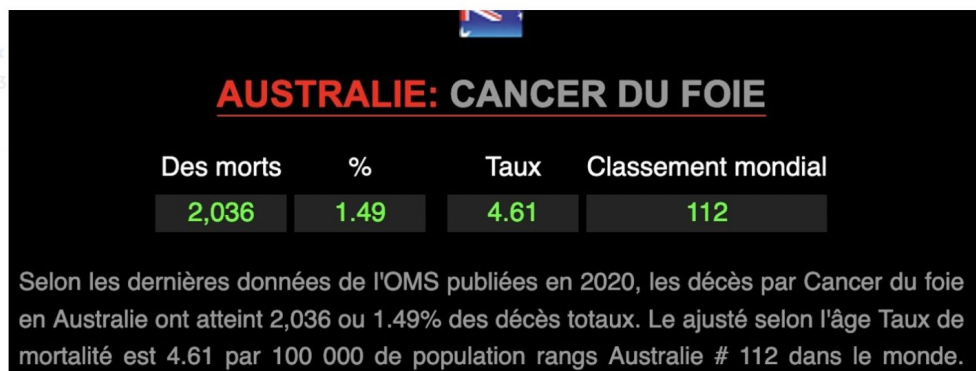 AUSTRALIE: CANCER DU FOIE
Des morts % Taux Classement mondial
2,036 1.49 4.61 112
Selon les dernières données de l'OMS publiées en 2020, les décès par Cancer du foie
en Australie ont atteint 2,036 ou 1.49% des décès totaux. Le ajusté selon l'âge Taux de
mortalité est 4.61 par 100 000 de population rangs Australie # 112 dans le monde.